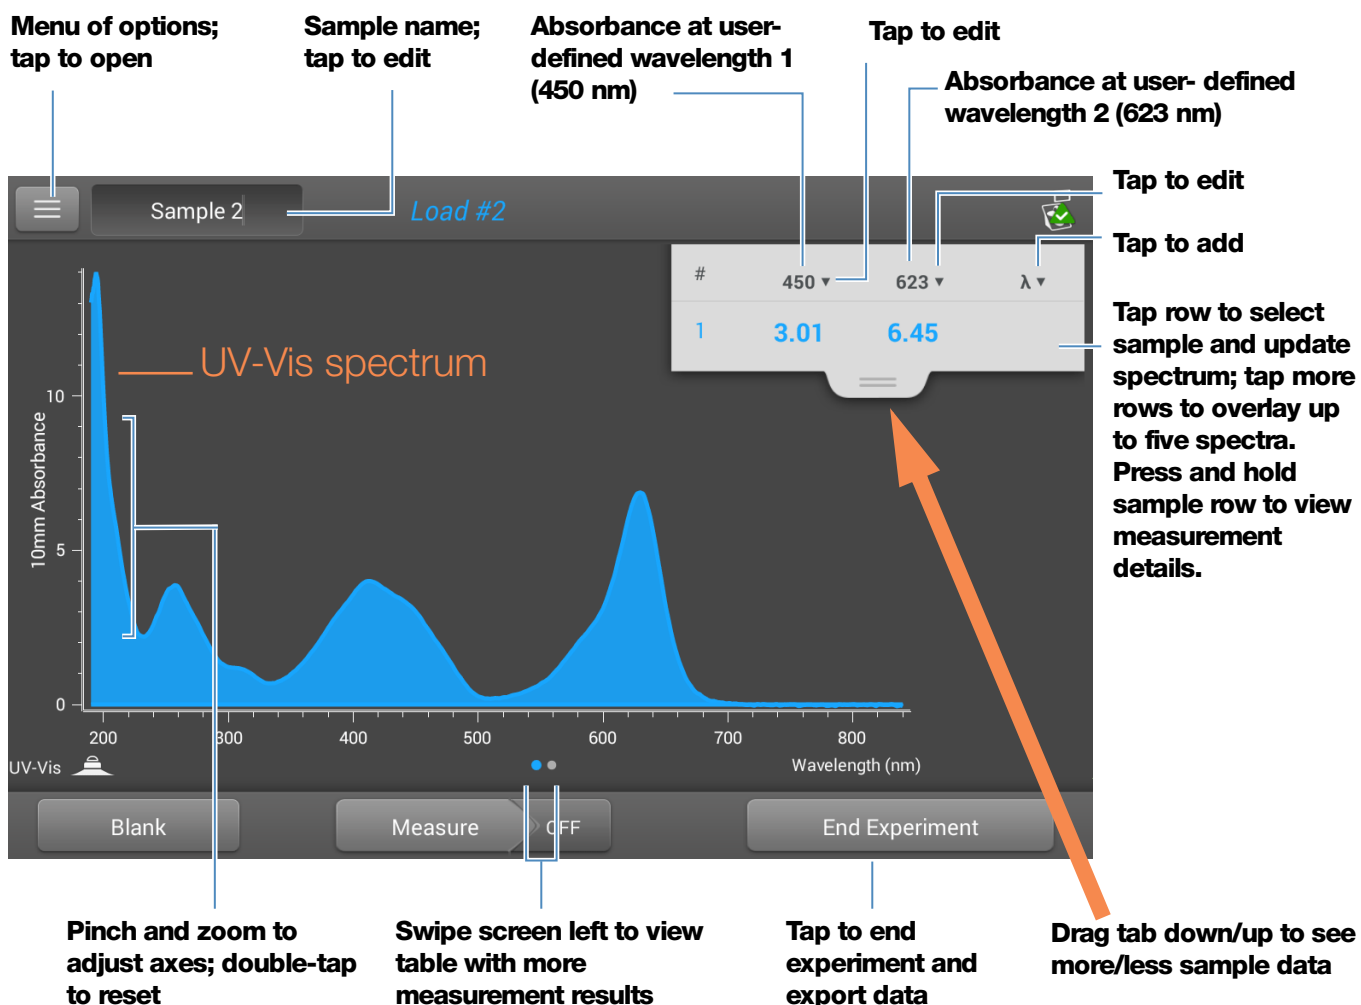 Menu of options;
tap to open
Sample name;
tap to edit
Absorbance at user-
defined wavelength 1
(450 nm)
Tap to edit
Absorbance at user- defined
wavelength 2 (623 nm)
Tap to edit
Tap to add
Tap row to select
sample and update
spectrum; tap more
rows to overlay up
to five spectra.
Press and hold
sample row to view
measurement
details.
Sample 2
Load #2
# 450 ▼ 623 ▼ λ ▼
1 3.01 6.45
UV-Vis spectrum
10mm Absorbance
10
5
0
200 300 400 500 600 700 800
UV-Vis
Wavelength (nm)
Blank
Measure
OFF
End Experiment
Pinch and zoom to
adjust axes; double-tap
to reset
Swipe screen left to view
table with more
measurement results
Tap to end
experiment and
export data
Drag tab down/up to see
more/less sample data